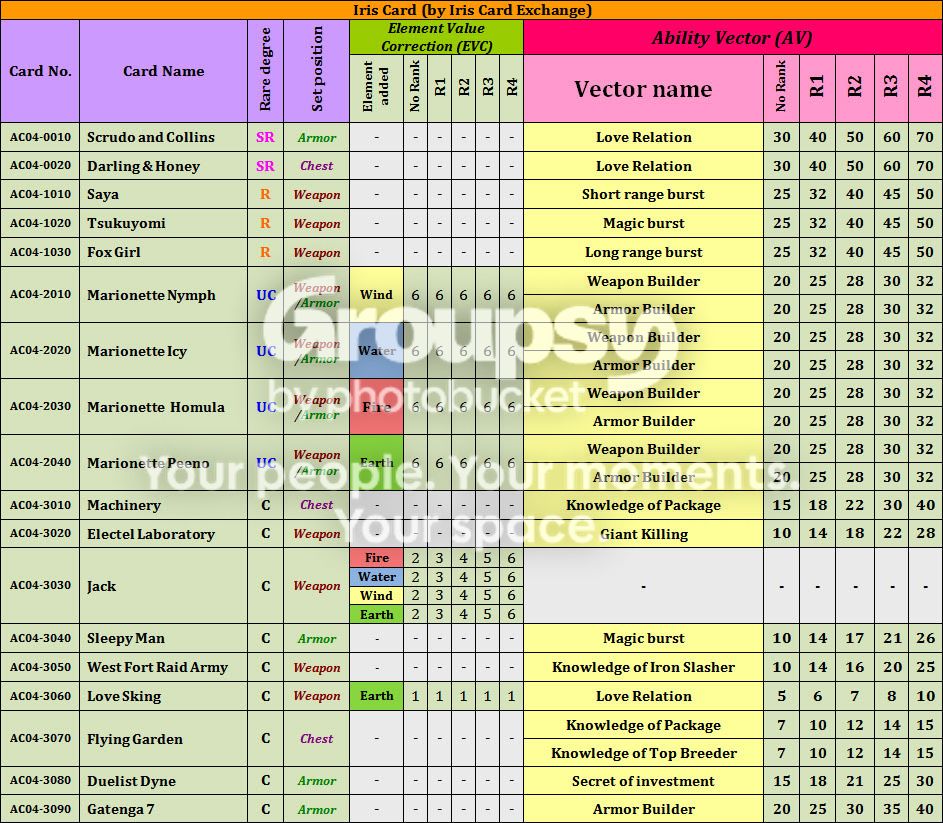 Iris Card (by Iris Card Exchange)
Card No. Card Name Rare degree Set position Element Value Correction (EVC) Ability Vector (AV)
Element added No Rank R1 R2 R3 R4 Vector name No Rank R1 R2 R3 R4
AC04-0010 Scrudo and Collins SR Armor - - - - - - Love Relation 30 40 50 60 70
AC04-0020 Darling & Honey SR Chest - - - - - - Love Relation 30 40 50 60 70
AC04-1010 Saya R Weapon - - - - - - Short range burst 25 32 40 45 50
AC04-1020 Tsukuyomi R Weapon - - - - - - Magic burst 25 32 40 45 50
AC04-1030 Fox Girl R Weapon - - - - - - Long range burst 25 32 40 45 50
AC04-2010 Marionette Nymph UC Weapon /Armor Wind 6 6 6 6 6 Weapon Builder 20 25 28 30 32
Armor Builder 20 25 28 30 32
AC04-2020 Marionette Icy UC Weapon /Armor Water 6 6 6 6 6 Weapon Builder 20 25 28 30 32
Armor Builder 20 25 28 30 32
AC04-2030 Marionette Homula UC Weapon /Armor Fire 6 6 6 6 6 Weapon Builder 20 25 28 30 32
Armor Builder 20 25 28 30 32
AC04-2040 Marionette Peeno UC Weapon /Armor Earth 6 6 6 6 6 Weapon Builder 20 25 28 30 32
Armor Builder 20 25 28 30 32
AC04-3010 Machinery C Chest - - - - - - Knowledge of Package 15 18 22 30 40
AC04-3020 Electel Laboratory C Weapon - - - - - - Giant Killing 10 14 18 22 28
AC04-3030 Jack C Weapon Fire 2 3 4 5 6 - - - - - -
Water 2 3 4 5 6
Wind 2 3 4 5 6
Earth 2 3 4 5 6
AC04-3040 Sleepy Man C Armor - - - - - - Magic burst 10 14 17 21 26
AC04-3050 West Fort Raid Army C Weapon - - - - - - Knowledge of Iron Slasher 10 14 16 20 25
AC04-3060 Love Sking C Weapon Earth 1 1 1 1 1 Love Relation 5 6 7 8 10
AC04-3070 Flying Garden C Chest - - - - - - Knowledge of Package 7 10 12 14 15
Knowledge of Top Breeder 7 10 12 14 15
AC04-3080 Duelist Dyne C Armor - - - - - - Secret of investment 15 18 21 25 30
AC04-3090 Gatenga 7 C Armor - - - - - - Armor Builder 20 25 30 35 40
Groupsy
by photobucket
Your people. Your moments.
Your space.